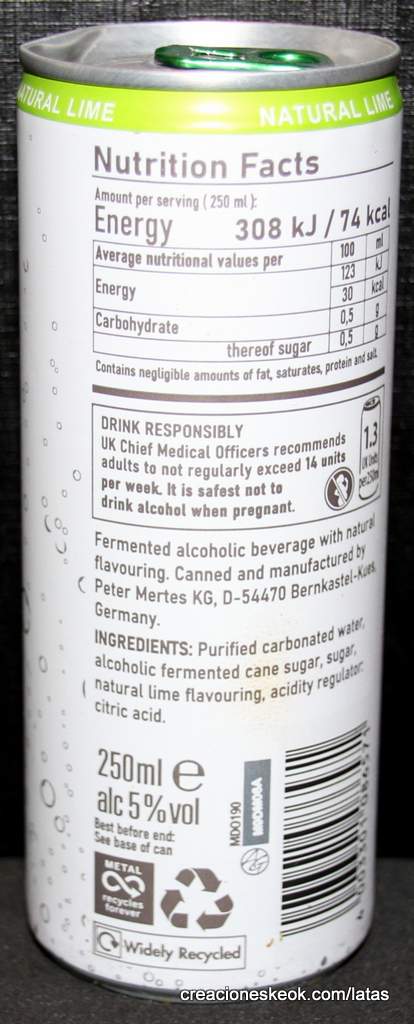 NATURAL LIME
NATURAL LIME
Nutrition Facts
Amount per serving ( 250 ml ):
Energy 308 kJ / 74 kcal
Average nutritional values per 100 ml
Energy 123 kJ
30 kcal
Carbohydrate 0,5 g
thereof sugar 0,5 g
Contains negligible amounts of fat, saturates, protein and salt.
DRINK RESPONSIBLY
UK Chief Medical Officers recommends
adults to not regularly exceed 14 units
per week. It is safest not to
drink alcohol when pregnant.
1.3
UK Units
per 250ml
Fermented alcoholic beverage with natural
flavouring. Canned and manufactured by
Peter Mertes KG, D-54470 Bernkastel-Kues,
Germany.
INGREDIENTS: Purified carbonated water,
alcoholic fermented cane sugar, sugar,
natural lime flavouring, acidity regulator:
citric acid.
250ml e
alc 5%vol
Best before end:
See base of can
MDO190
METAL
recycles
forever
Widely Recycled
creacioneskeok.com/latas